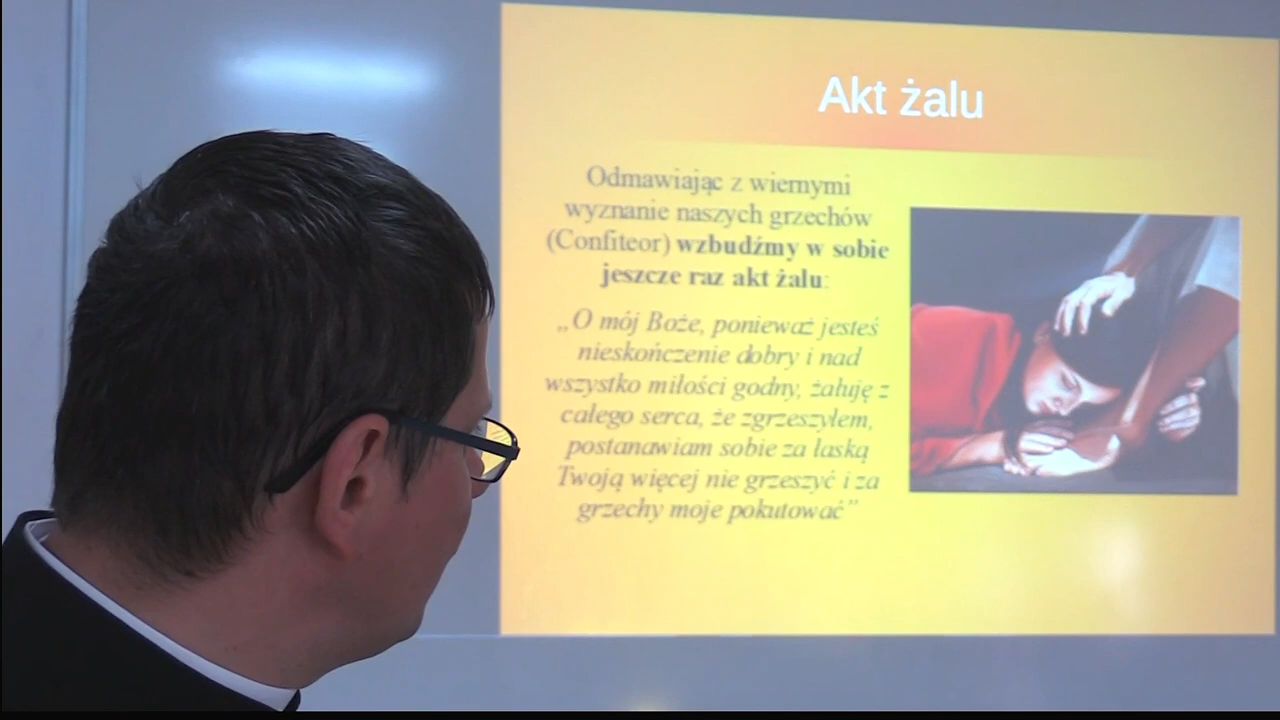 Akt żalu
Odmawiając z wiernymi
wyznanie naszych grzechów
(Confiteor) wzbudźmy w sobie
jeszcze raz akt żalu:
„O mój Boże, ponieważ jesteś
nieskończenie dobry i nad
wszystko miłości godny, żałuję z
całego serca, że zgrzeszyłem,
postanawiam sobie za łaską
Twoją więcej nie grzeszyć i za
grzechy moje pokutować”